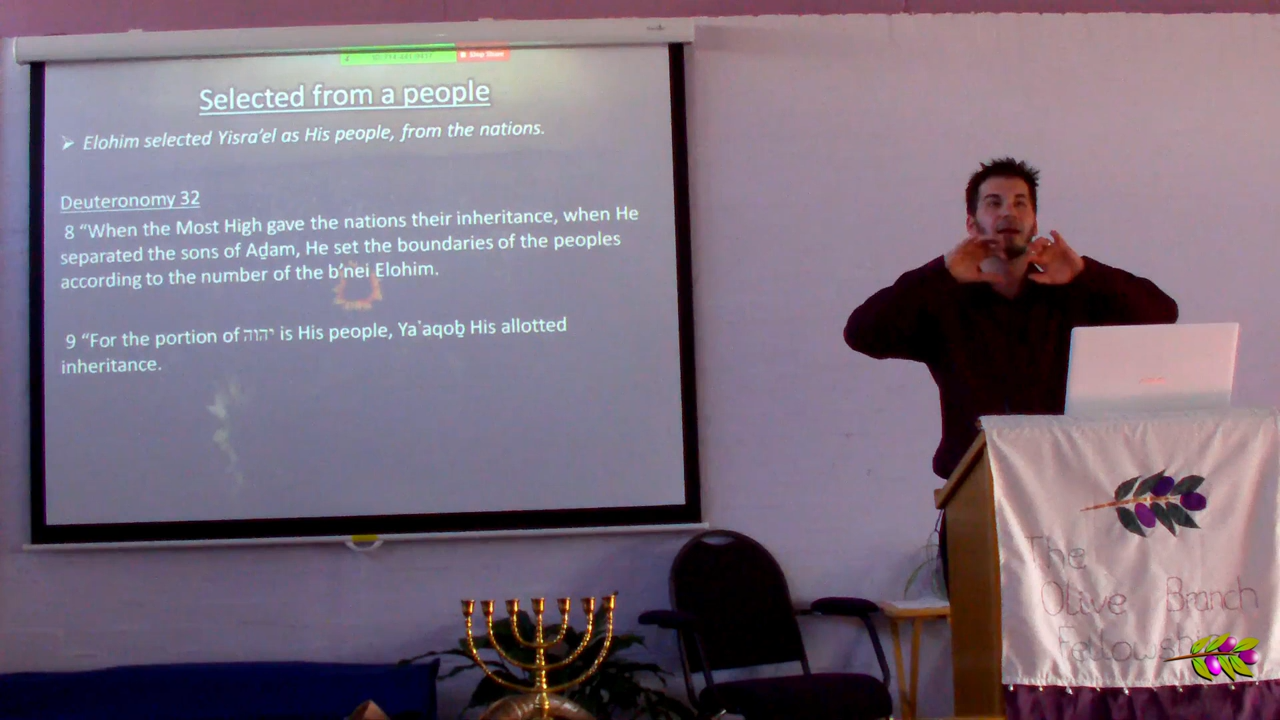 Stop Share
Selected from a people
➢ Elohim selected Yisra'el as His people, from the nations.
Deuteronomy 32
8 “When the Most High gave the nations their inheritance, when He
separated the sons of Aḏam, He set the boundaries of the peoples
according to the number of the b'nei Elohim.
9 “For the portion of יהוה is His people, Ya‛aqoḇ His allotted
inheritance.
The
Olive Branch
Fellowship